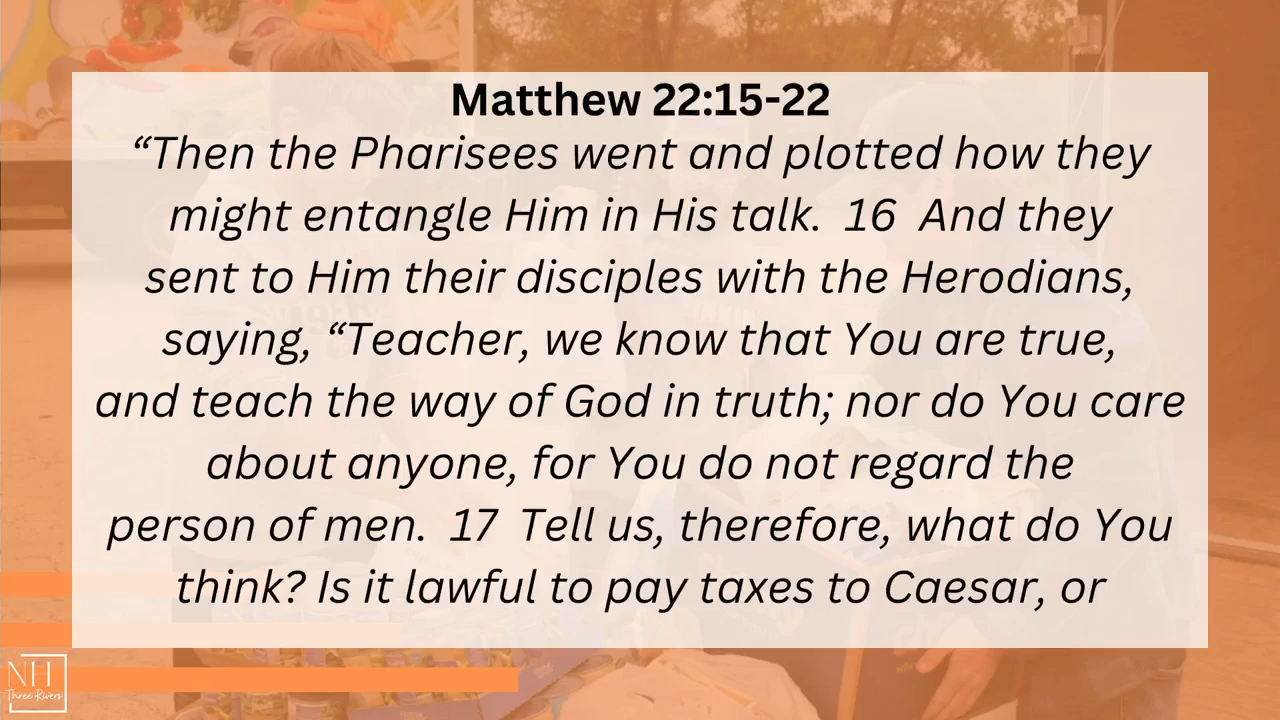 Matthew 22:15-22
“Then the Pharisees went and plotted how they
might entangle Him in His talk.  16  And they
sent to Him their disciples with the Herodians,
saying, “Teacher, we know that You are true,
and teach the way of God in truth; nor do You care
about anyone, for You do not regard the
person of men.  17  Tell us, therefore, what do You
think? Is it lawful to pay taxes to Caesar, or
NH
Three Rivers